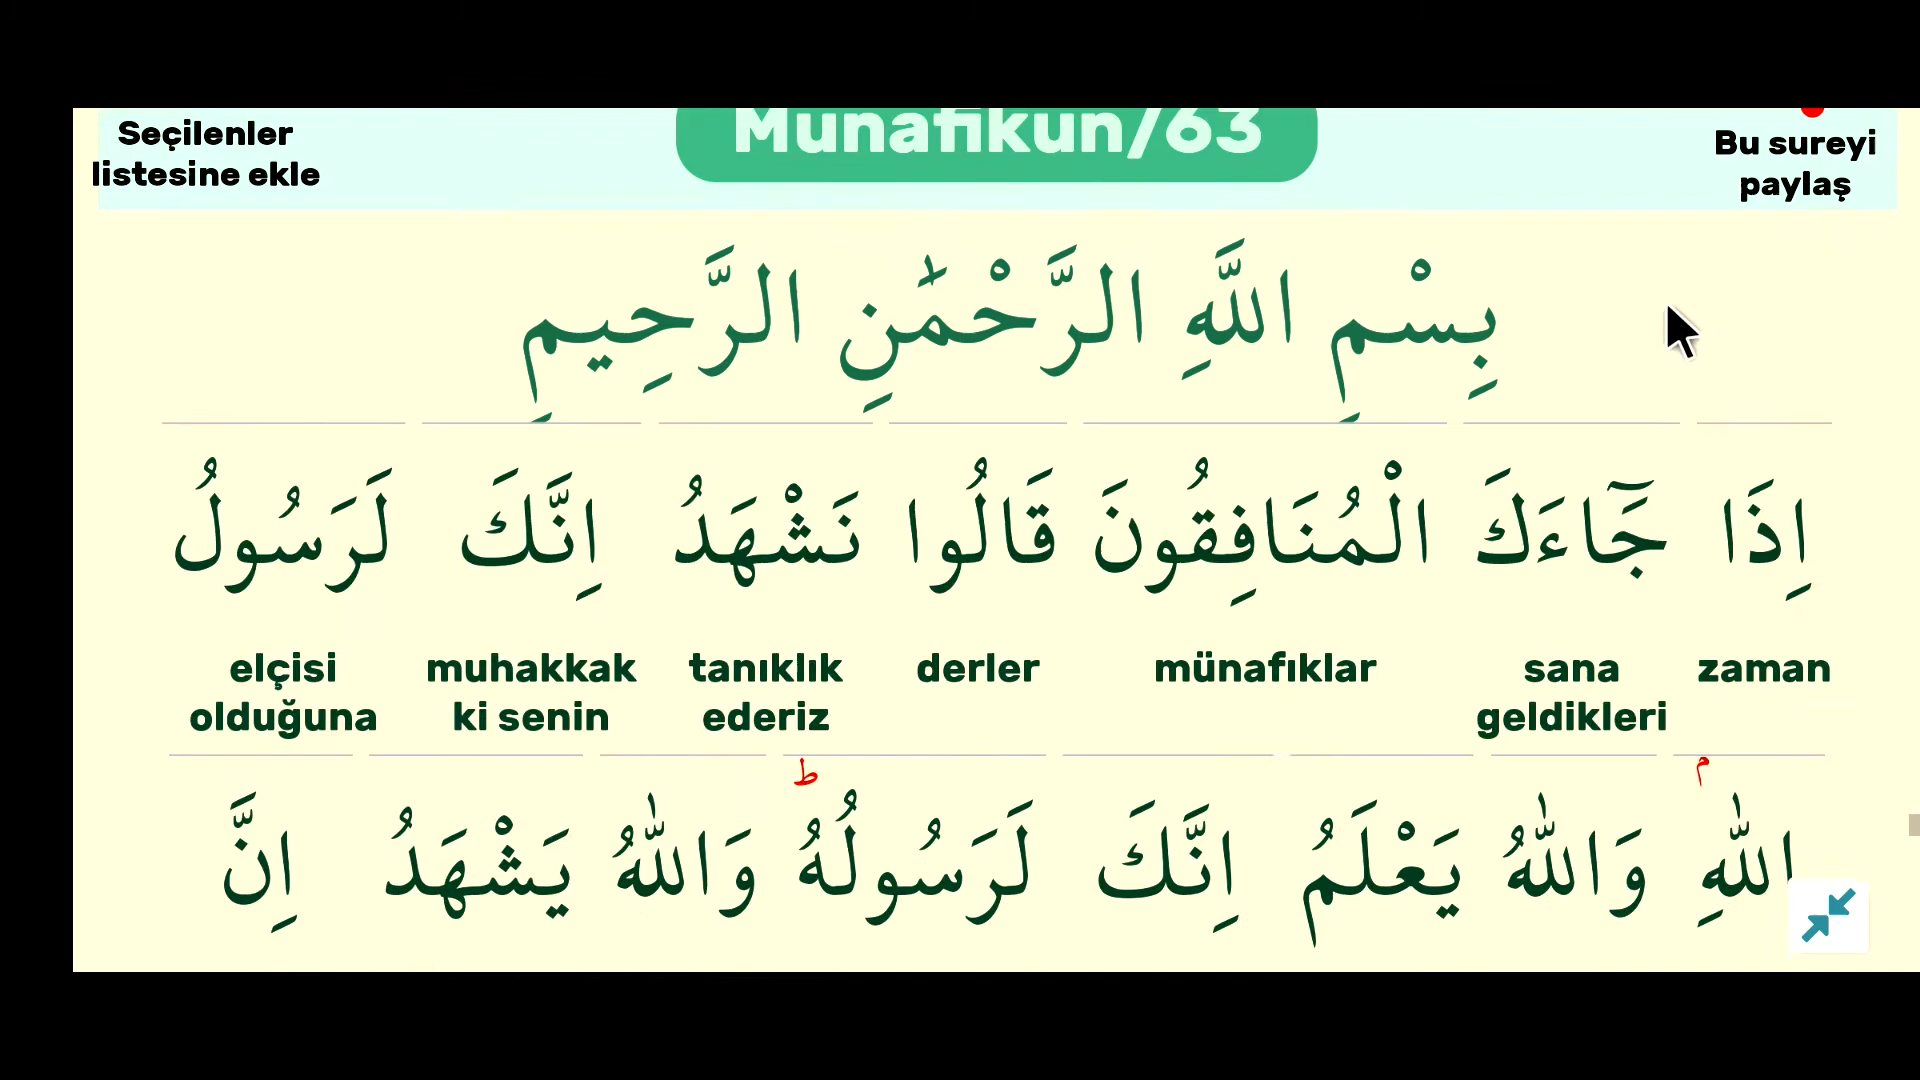 Seçilenler
listesine ekle
Münafikun/63
Bu sureyi
paylaş
بِسْمِ اللَّهِ الرَّحْمَٰنِ الرَّحِيمِ
اِذَا جَٓاءَكَ الْمُنَافِقُونَ قَالُوا نَشْهَدُ اِنَّكَ لَرَسُولُ
elçisi olduğuna muhakkak ki senin tanıklık ederiz derler münafıklar sana geldikleri zaman
اللّٰهِۢ وَاللّٰهُ يَعْلَمُ اِنَّكَ لَرَسُولُهُۜ وَاللّٰهُ يَشْهَدُ اِنَّ